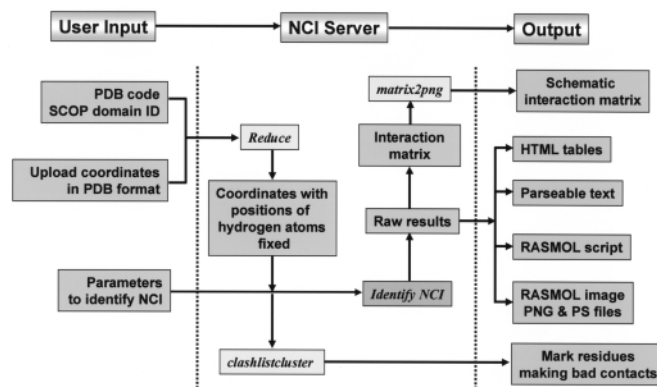 User Input
NCI Server
Output
PDB code
SCOP domain ID
Upload coordinates
in PDB format
Parameters
to identify NCI
Reduce
Coordinates with
positions of
hydrogen atoms
fixed
clashlistcluster
matrix2png
Interaction
matrix
Raw results
Identify NCI
Schematic
interaction matrix
HTML tables
Parseable text
RASMOL script
RASMOL image
PNG & PS files
Mark residues
making bad contacts